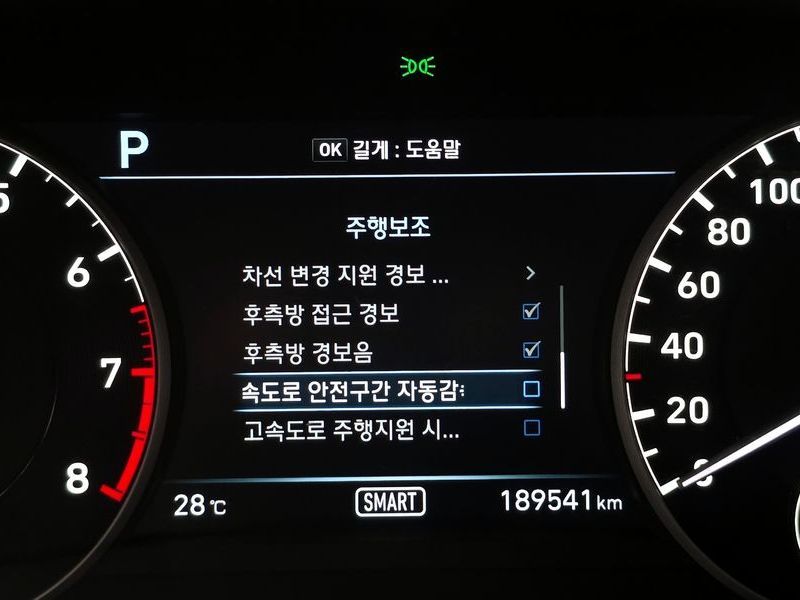 P
OK 길게 : 도움말
주행보조
차선 변경 지원 경보 ...
후측방 접근 경보
후측방 경보음
속도로 안전구간 자동감
고속도로 주행지원 시...
28℃
SMART
189541 km
5
6
7
8
100
80
60
40
20
0